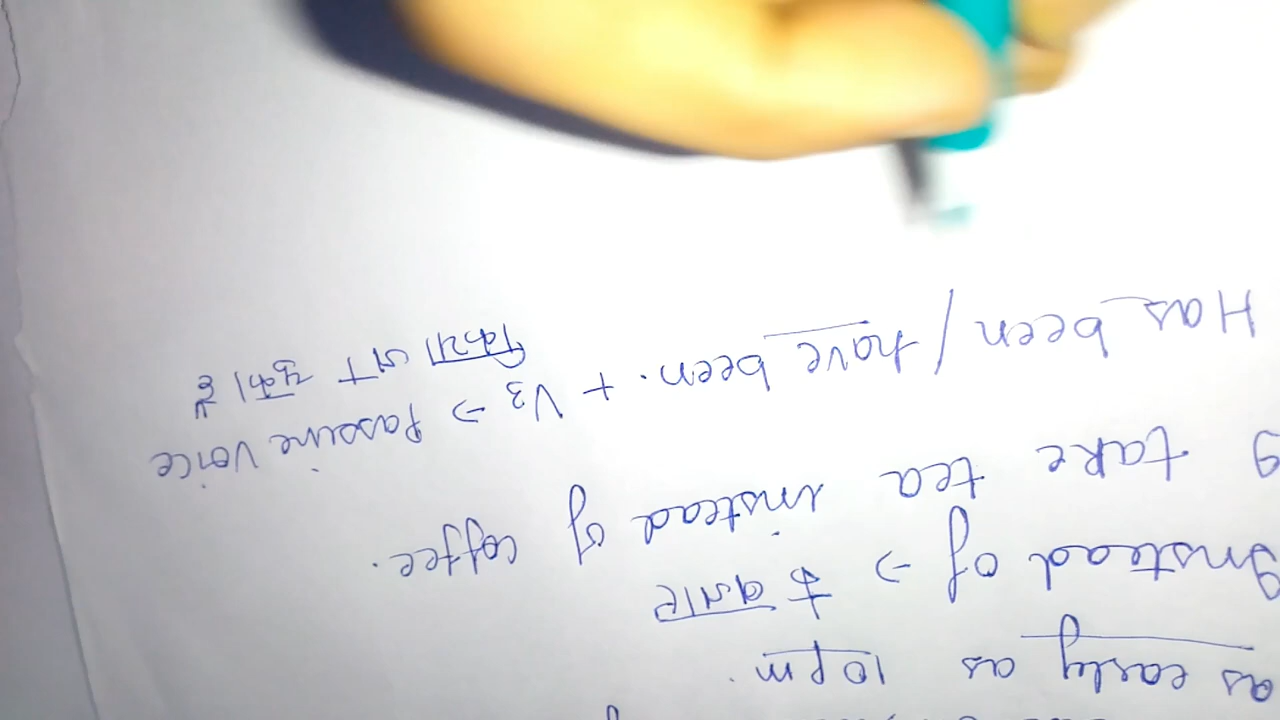 as early as 10 pm.
Instead of → के बजाय
I take tea instead of coffee.
Has been / have been. + V3 → Passive Voice
किया जा चुका है